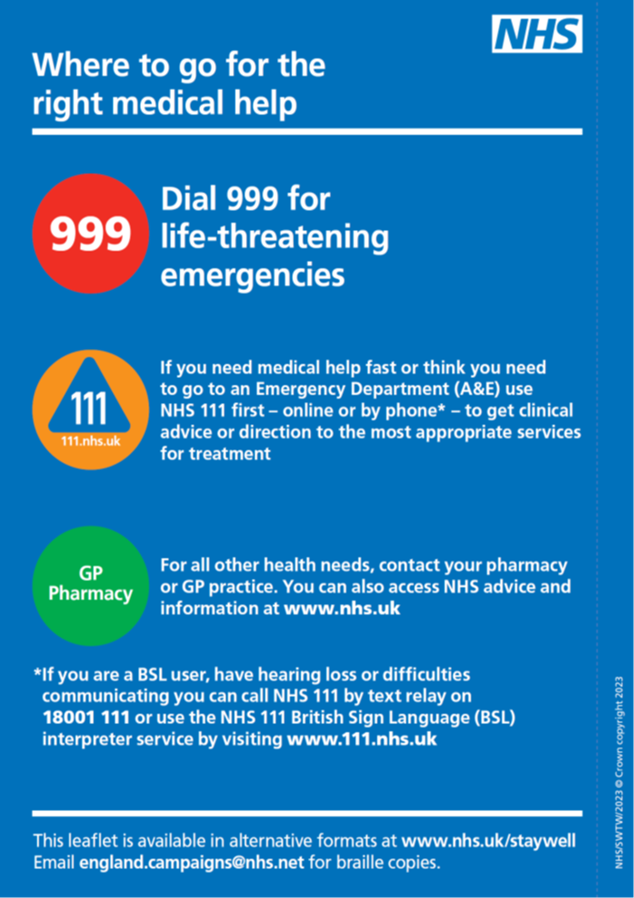 NHS
Where to go for the
right medical help
999
Dial 999 for
life-threatening
emergencies
111
111.nhs.uk
If you need medical help fast or think you need
to go to an Emergency Department (A&E) use
NHS 111 first – online or by phone* – to get clinical
advice or direction to the most appropriate services
for treatment
GP
Pharmacy
For all other health needs, contact your pharmacy
or GP practice. You can also access NHS advice and
information at www.nhs.uk
*If you are a BSL user, have hearing loss or difficulties
communicating you can call NHS 111 by text relay on
18001 111 or use the NHS 111 British Sign Language (BSL)
interpreter service by visiting www.111.nhs.uk
This leaflet is available in alternative formats at www.nhs.uk/staywell
Email england.campaigns@nhs.net for braille copies.
NHS/SWTW/2023 © Crown copyright 2023